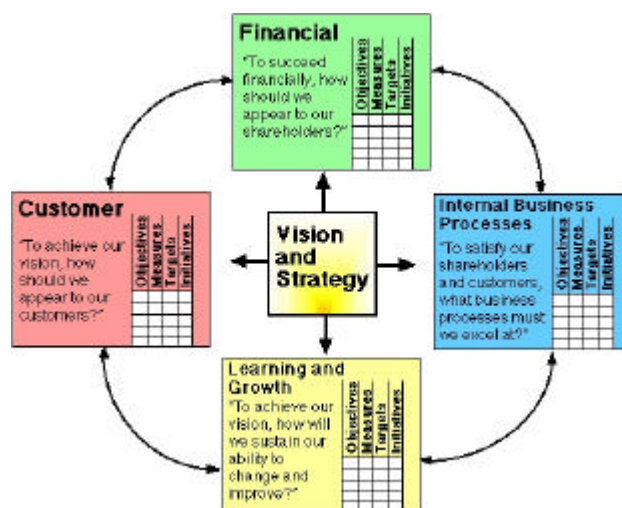 Financial
"To succeed
financially, how
should we
appear to our
shareholders?"
Objectives
Measures
Targets
Initiatives
Customer
"To achieve our
vision, how
should we
appear to our
customers?"
Objectives
Measures
Targets
Initiatives
Vision
and
Strategy
Internal Business
Processes
"To satisfy our
shareholders
and customers,
what business
processes must
we excel at?"
Objectives
Measures
Targets
Initiatives
Learning and
Growth
"To achieve our
vision, how will
we sustain our
ability to
change and
improve?"
Objectives
Measures
Targets
Initiatives